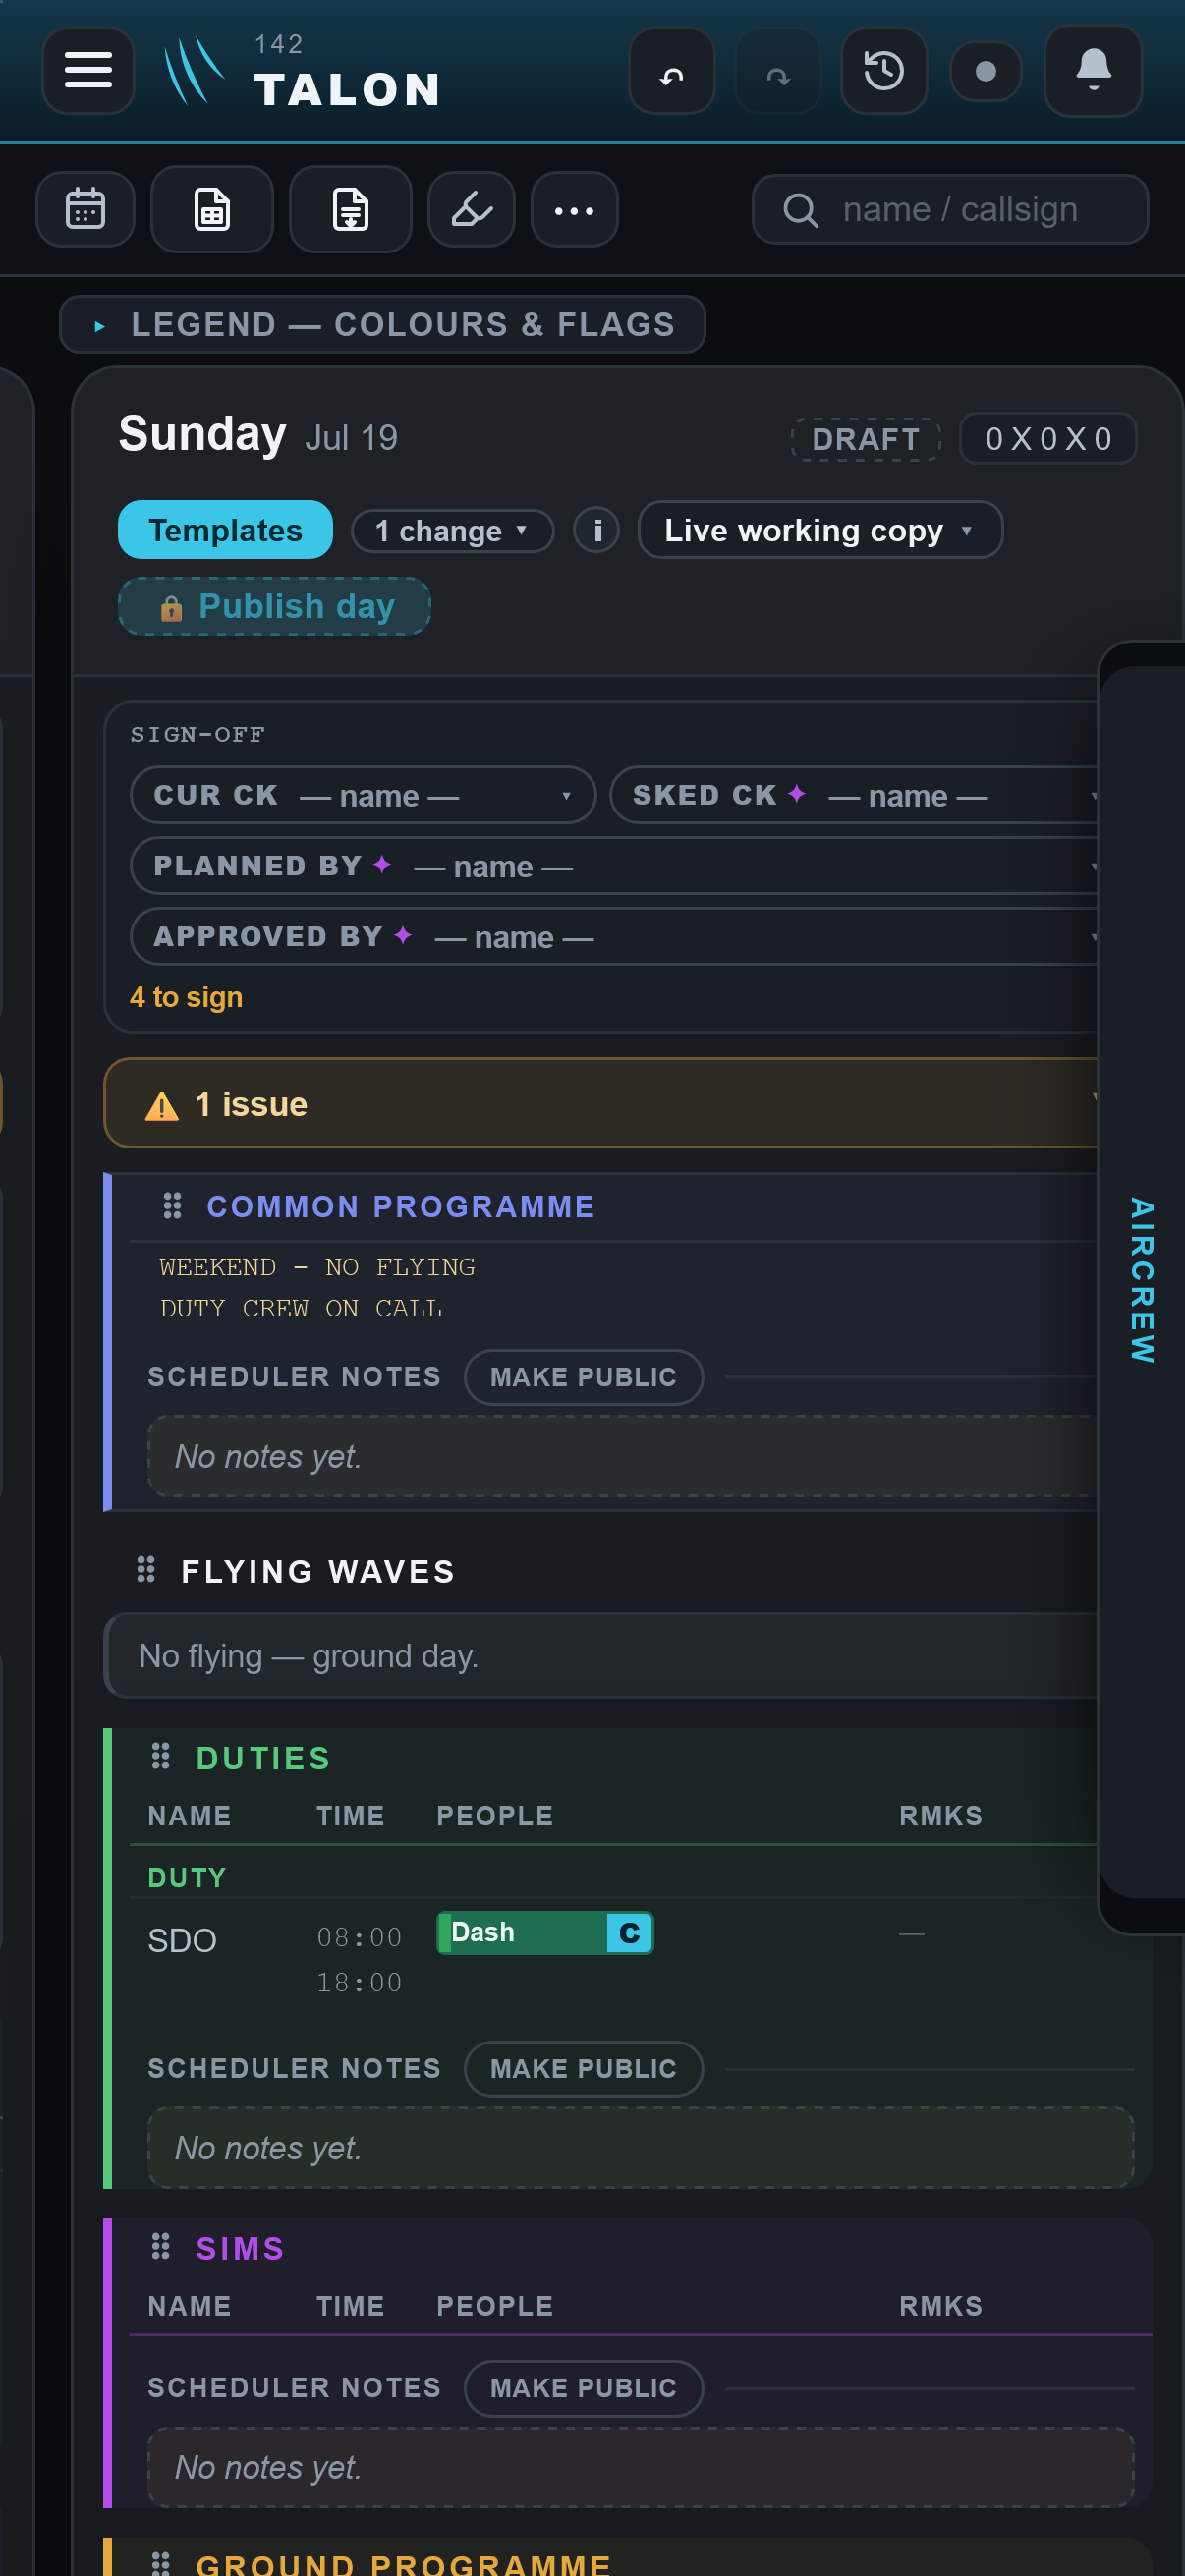 142
TALON
name / callsign
LEGEND — COLOURS & FLAGS
Sunday Jul 19 DRAFT 0 X 0 X 0
Templates 1 change i Live working copy
Publish day
SIGN-OFF
CUR CK — name — SKED CK — name —
PLANNED BY — name —
APPROVED BY — name —
4 to sign
1 issue
COMMON PROGRAMME
WEEKEND - NO FLYING
DUTY CREW ON CALL
AIRCREW
SCHEDULER NOTES MAKE PUBLIC
No notes yet.
FLYING WAVES
No flying — ground day.
DUTIES
NAME TIME PEOPLE RMKS
DUTY
SDO 08:00 Dash C —
18:00
SCHEDULER NOTES MAKE PUBLIC
No notes yet.
SIMS
NAME TIME PEOPLE RMKS
SCHEDULER NOTES MAKE PUBLIC
No notes yet.
GROUND PROGRAMME